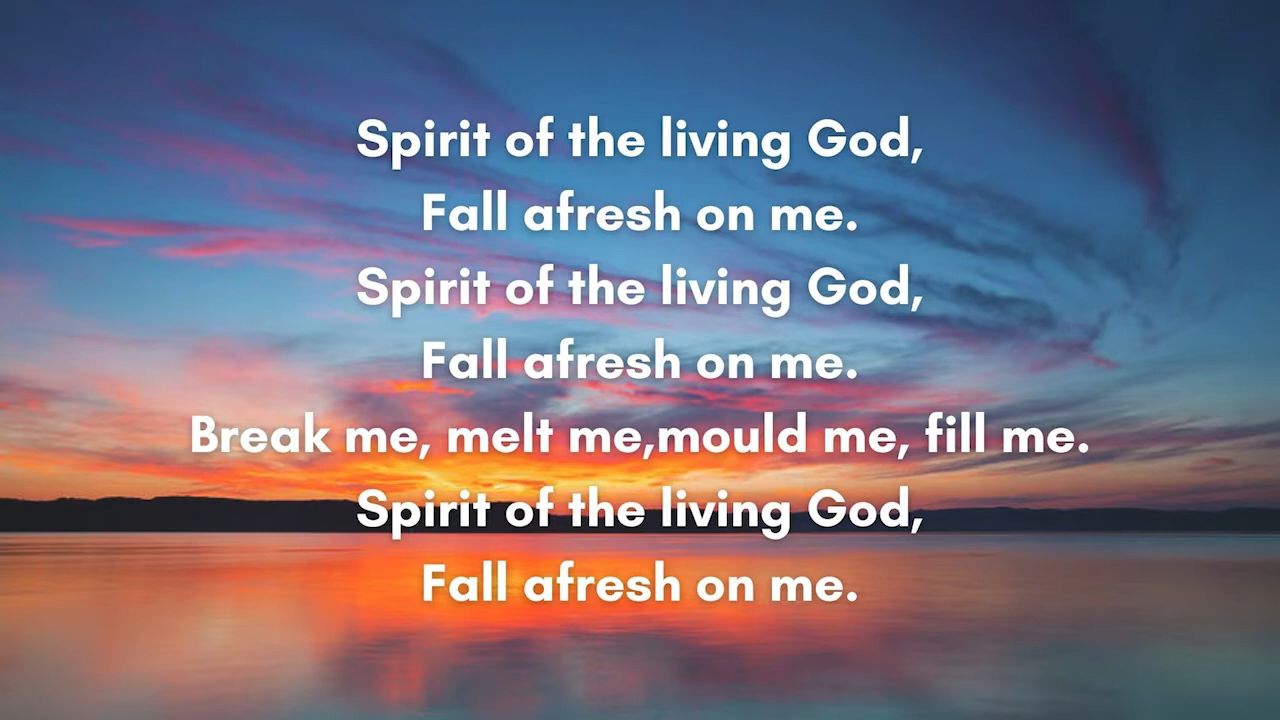 Spirit of the living God,
Fall afresh on me.
Spirit of the living God,
Fall afresh on me.
Break me, melt me,mould me, fill me.
Spirit of the living God,
Fall afresh on me.